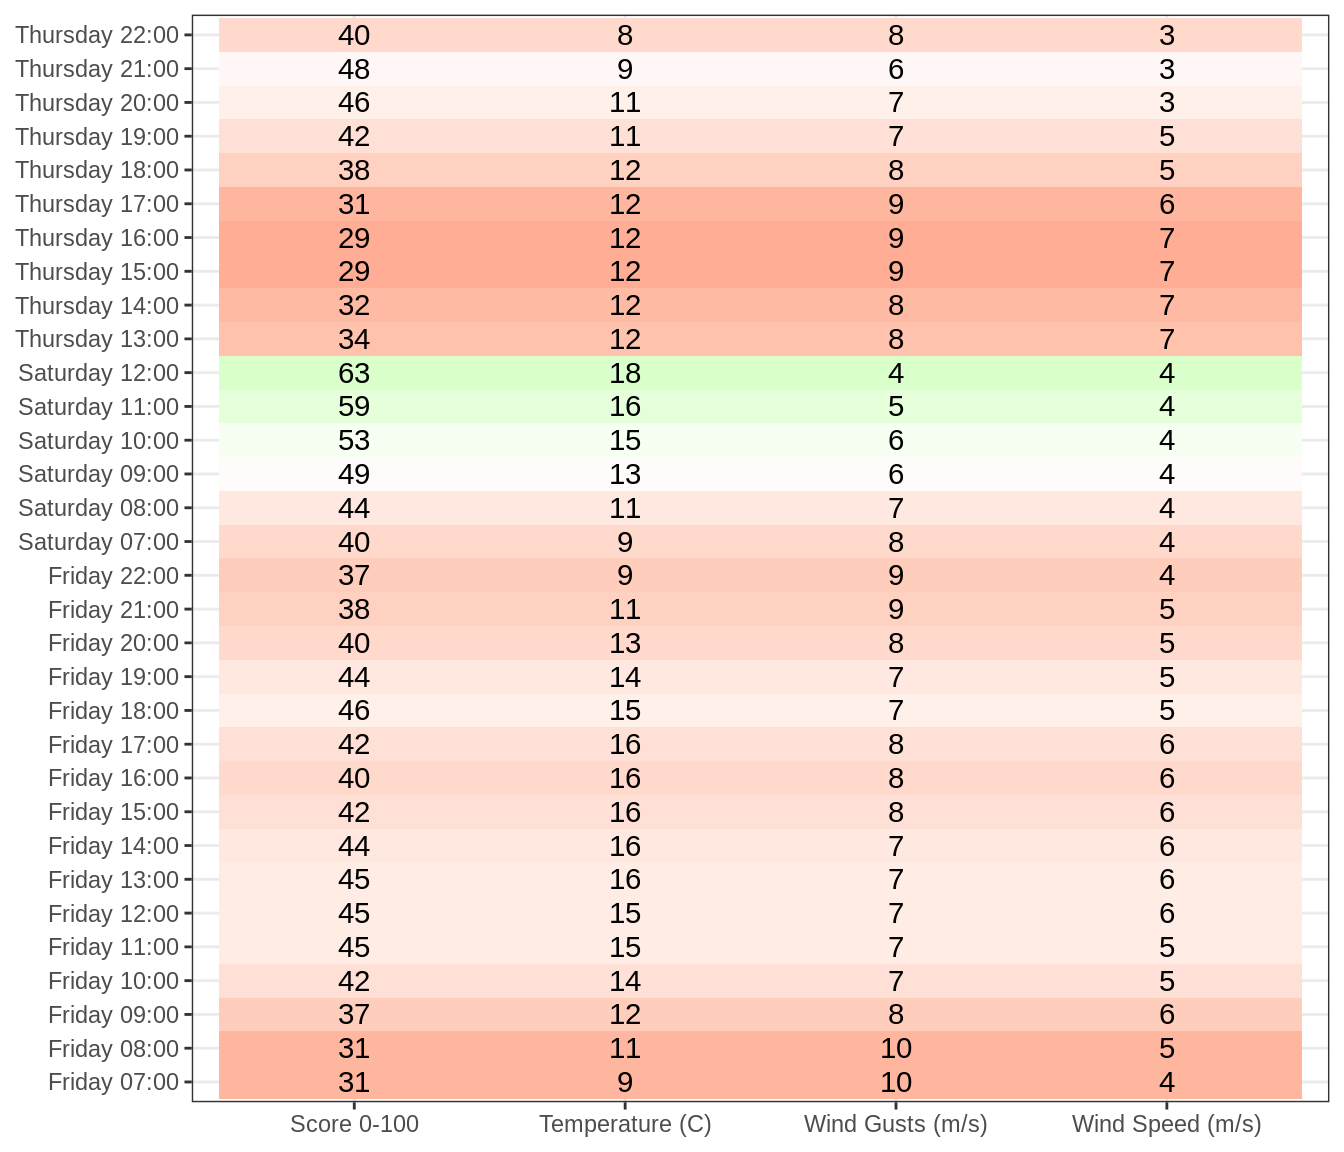 Thursday 22:00 40 8 8 3
Thursday 21:00 48 9 6 3
Thursday 20:00 46 11 7 3
Thursday 19:00 42 11 7 5
Thursday 18:00 38 12 8 5
Thursday 17:00 31 12 9 6
Thursday 16:00 29 12 9 7
Thursday 15:00 29 12 9 7
Thursday 14:00 32 12 8 7
Thursday 13:00 34 12 8 7
Saturday 12:00 63 18 4 4
Saturday 11:00 59 16 5 4
Saturday 10:00 53 15 6 4
Saturday 09:00 49 13 6 4
Saturday 08:00 44 11 7 4
Saturday 07:00 40 9 8 4
Friday 22:00 37 9 9 4
Friday 21:00 38 11 9 5
Friday 20:00 40 13 8 5
Friday 19:00 44 14 7 5
Friday 18:00 46 15 7 5
Friday 17:00 42 16 8 6
Friday 16:00 40 16 8 6
Friday 15:00 42 16 8 6
Friday 14:00 44 16 7 6
Friday 13:00 45 16 7 6
Friday 12:00 45 15 7 6
Friday 11:00 45 15 7 5
Friday 10:00 42 14 7 5
Friday 09:00 37 12 8 6
Friday 08:00 31 11 10 5
Friday 07:00 31 9 10 4
Score 0-100 Temperature (C) Wind Gusts (m/s) Wind Speed (m/s)